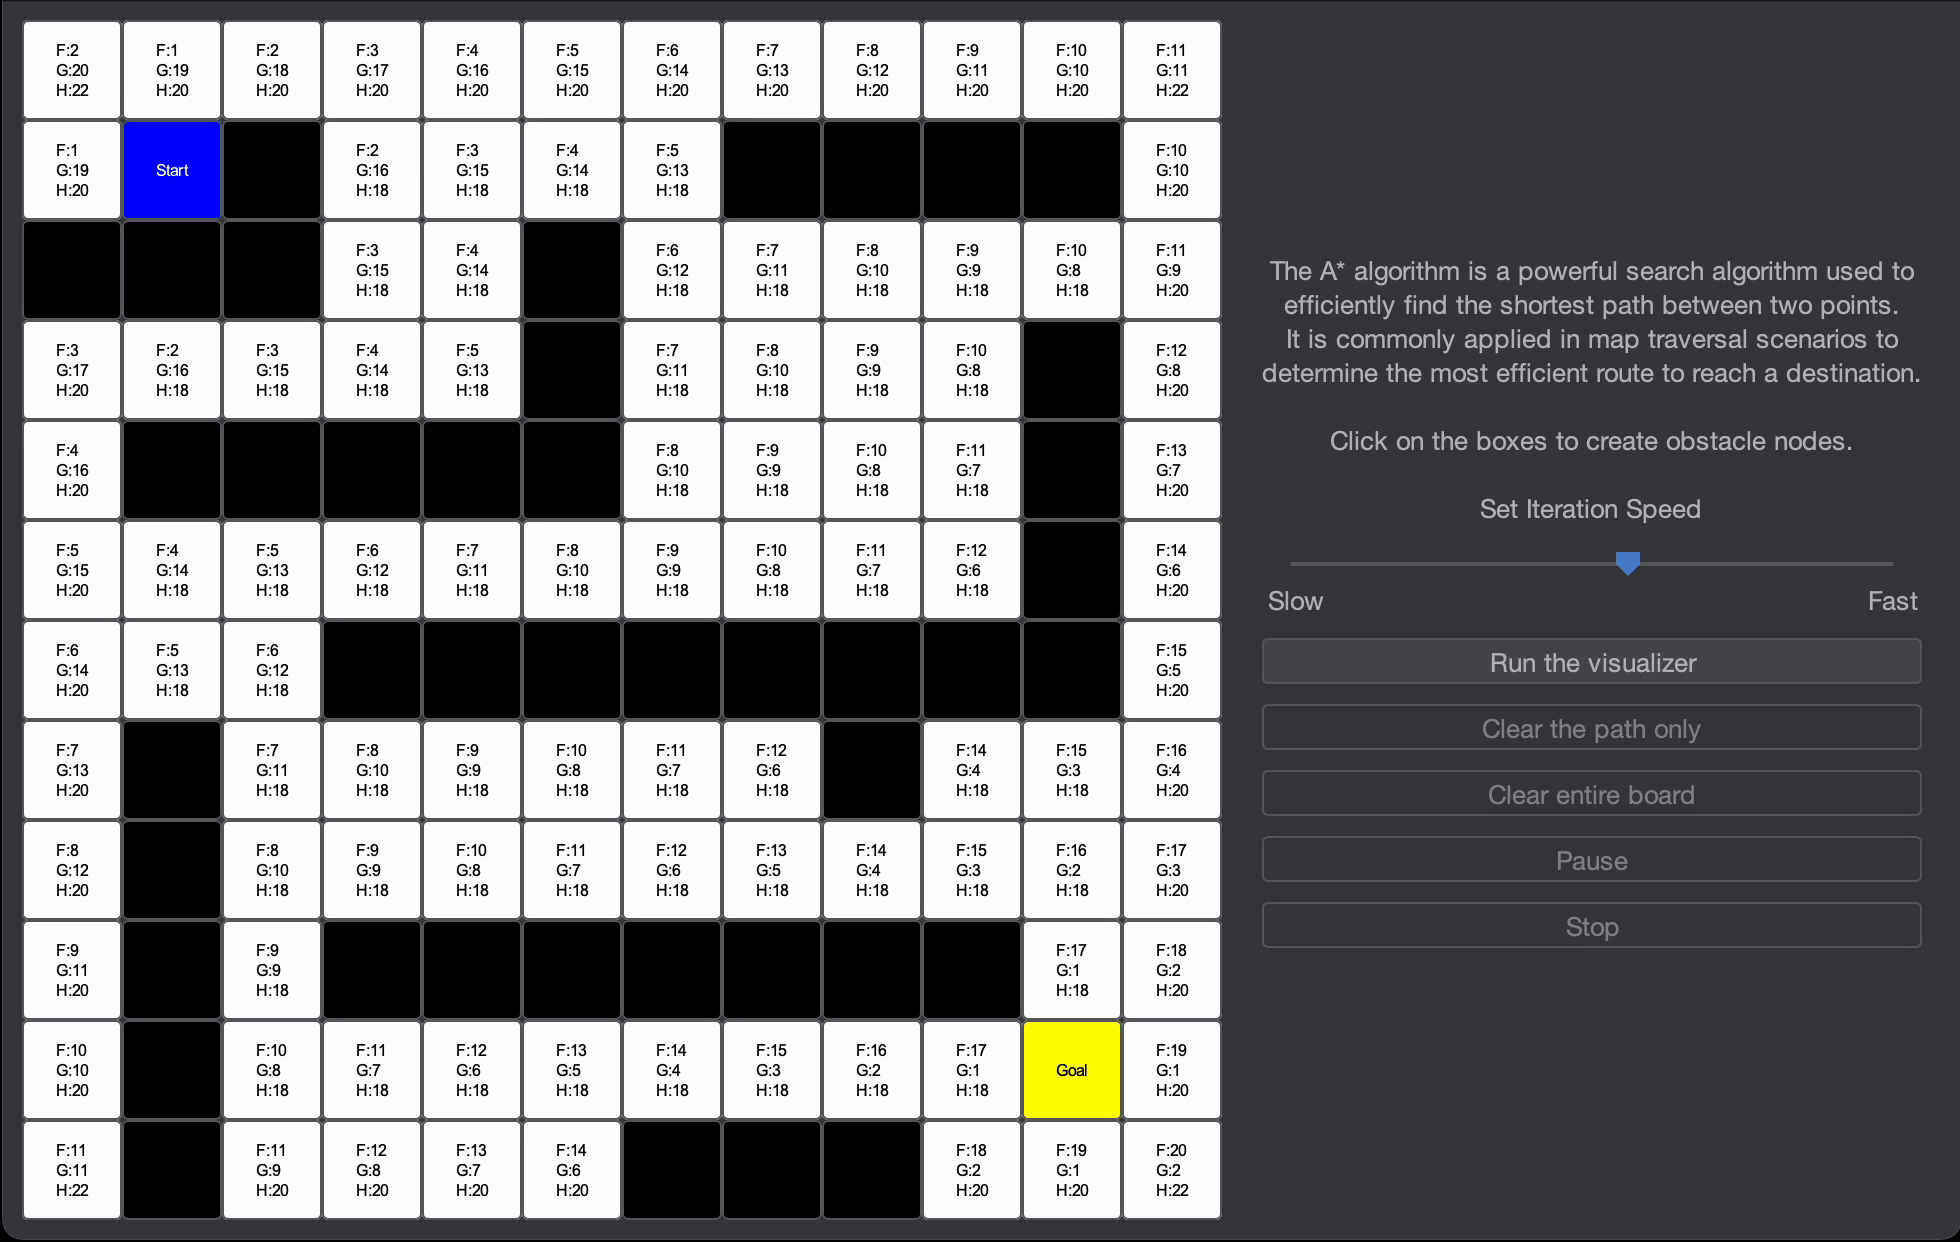 F:2 F:1 F:2 F:3 F:4 F:5 F:6 F:7 F:8 F:9 F:10 F:11
G:20 G:19 G:18 G:17 G:16 G:15 G:14 G:13 G:12 G:11 G:10 G:11
H:22 H:20 H:20 H:20 H:20 H:20 H:20 H:20 H:20 H:20 H:20 H:22
F:1 F:2 F:3 F:4 F:5 F:10
G:19 Start G:16 G:15 G:14 G:13 G:10
H:20 H:18 H:18 H:18 H:18 H:20
F:3 F:4 F:6 F:7 F:8 F:9 F:10 F:11
G:15 G:14 G:12 G:11 G:10 G:9 G:8 G:9
H:18 H:18 H:18 H:18 H:18 H:18 H:18 H:20
F:3 F:2 F:3 F:4 F:5 F:7 F:8 F:9 F:10 F:12
G:17 G:16 G:15 G:14 G:13 G:11 G:10 G:9 G:8 G:8
H:20 H:18 H:18 H:18 H:18 H:18 H:18 H:18 H:18 H:20
F:4 F:8 F:9 F:10 F:11 F:13
G:16 G:10 G:9 G:8 G:7 G:7
H:20 H:18 H:18 H:18 H:18 H:20
F:5 F:4 F:5 F:6 F:7 F:8 F:9 F:10 F:11 F:12 F:14
G:15 G:14 G:13 G:12 G:11 G:10 G:9 G:8 G:7 G:6 G:6
H:20 H:18 H:18 H:18 H:18 H:18 H:18 H:18 H:18 H:18 H:20
F:6 F:5 F:6 F:15
G:14 G:13 G:12 G:5
H:20 H:18 H:18 H:20
F:7 F:7 F:8 F:9 F:10 F:11 F:12 F:14 F:15 F:16
G:13 G:11 G:10 G:9 G:8 G:7 G:6 G:4 G:3 G:4
H:20 H:18 H:18 H:18 H:18 H:18 H:18 H:18 H:18 H:20
F:8 F:8 F:9 F:10 F:11 F:12 F:13 F:14 F:15 F:16 F:17
G:12 G:10 G:9 G:8 G:7 G:6 G:5 G:4 G:3 G:2 G:3
H:20 H:18 H:18 H:18 H:18 H:18 H:18 H:18 H:18 H:18 H:20
F:9 F:9 F:17 F:18
G:11 G:9 G:1 G:2
H:20 H:18 H:18 H:20
F:10 F:10 F:11 F:12 F:13 F:14 F:15 F:16 F:17 F:19
G:10 G:8 G:7 G:6 G:5 G:4 G:3 G:2 G:1 Goal G:1
H:20 H:18 H:18 H:18 H:18 H:18 H:18 H:18 H:18 H:20
F:11 F:11 F:12 F:13 F:14 F:18 F:19 F:20
G:11 G:9 G:8 G:7 G:6 G:2 G:1 G:2
H:22 H:20 H:20 H:20 H:20 H:20 H:20 H:22
The A* algorithm is a powerful search algorithm used to
efficiently find the shortest path between two points.
It is commonly applied in map traversal scenarios to
determine the most efficient route to reach a destination.
Click on the boxes to create obstacle nodes.
Set Iteration Speed
Slow Fast
Run the visualizer
Clear the path only
Clear entire board
Pause
Stop